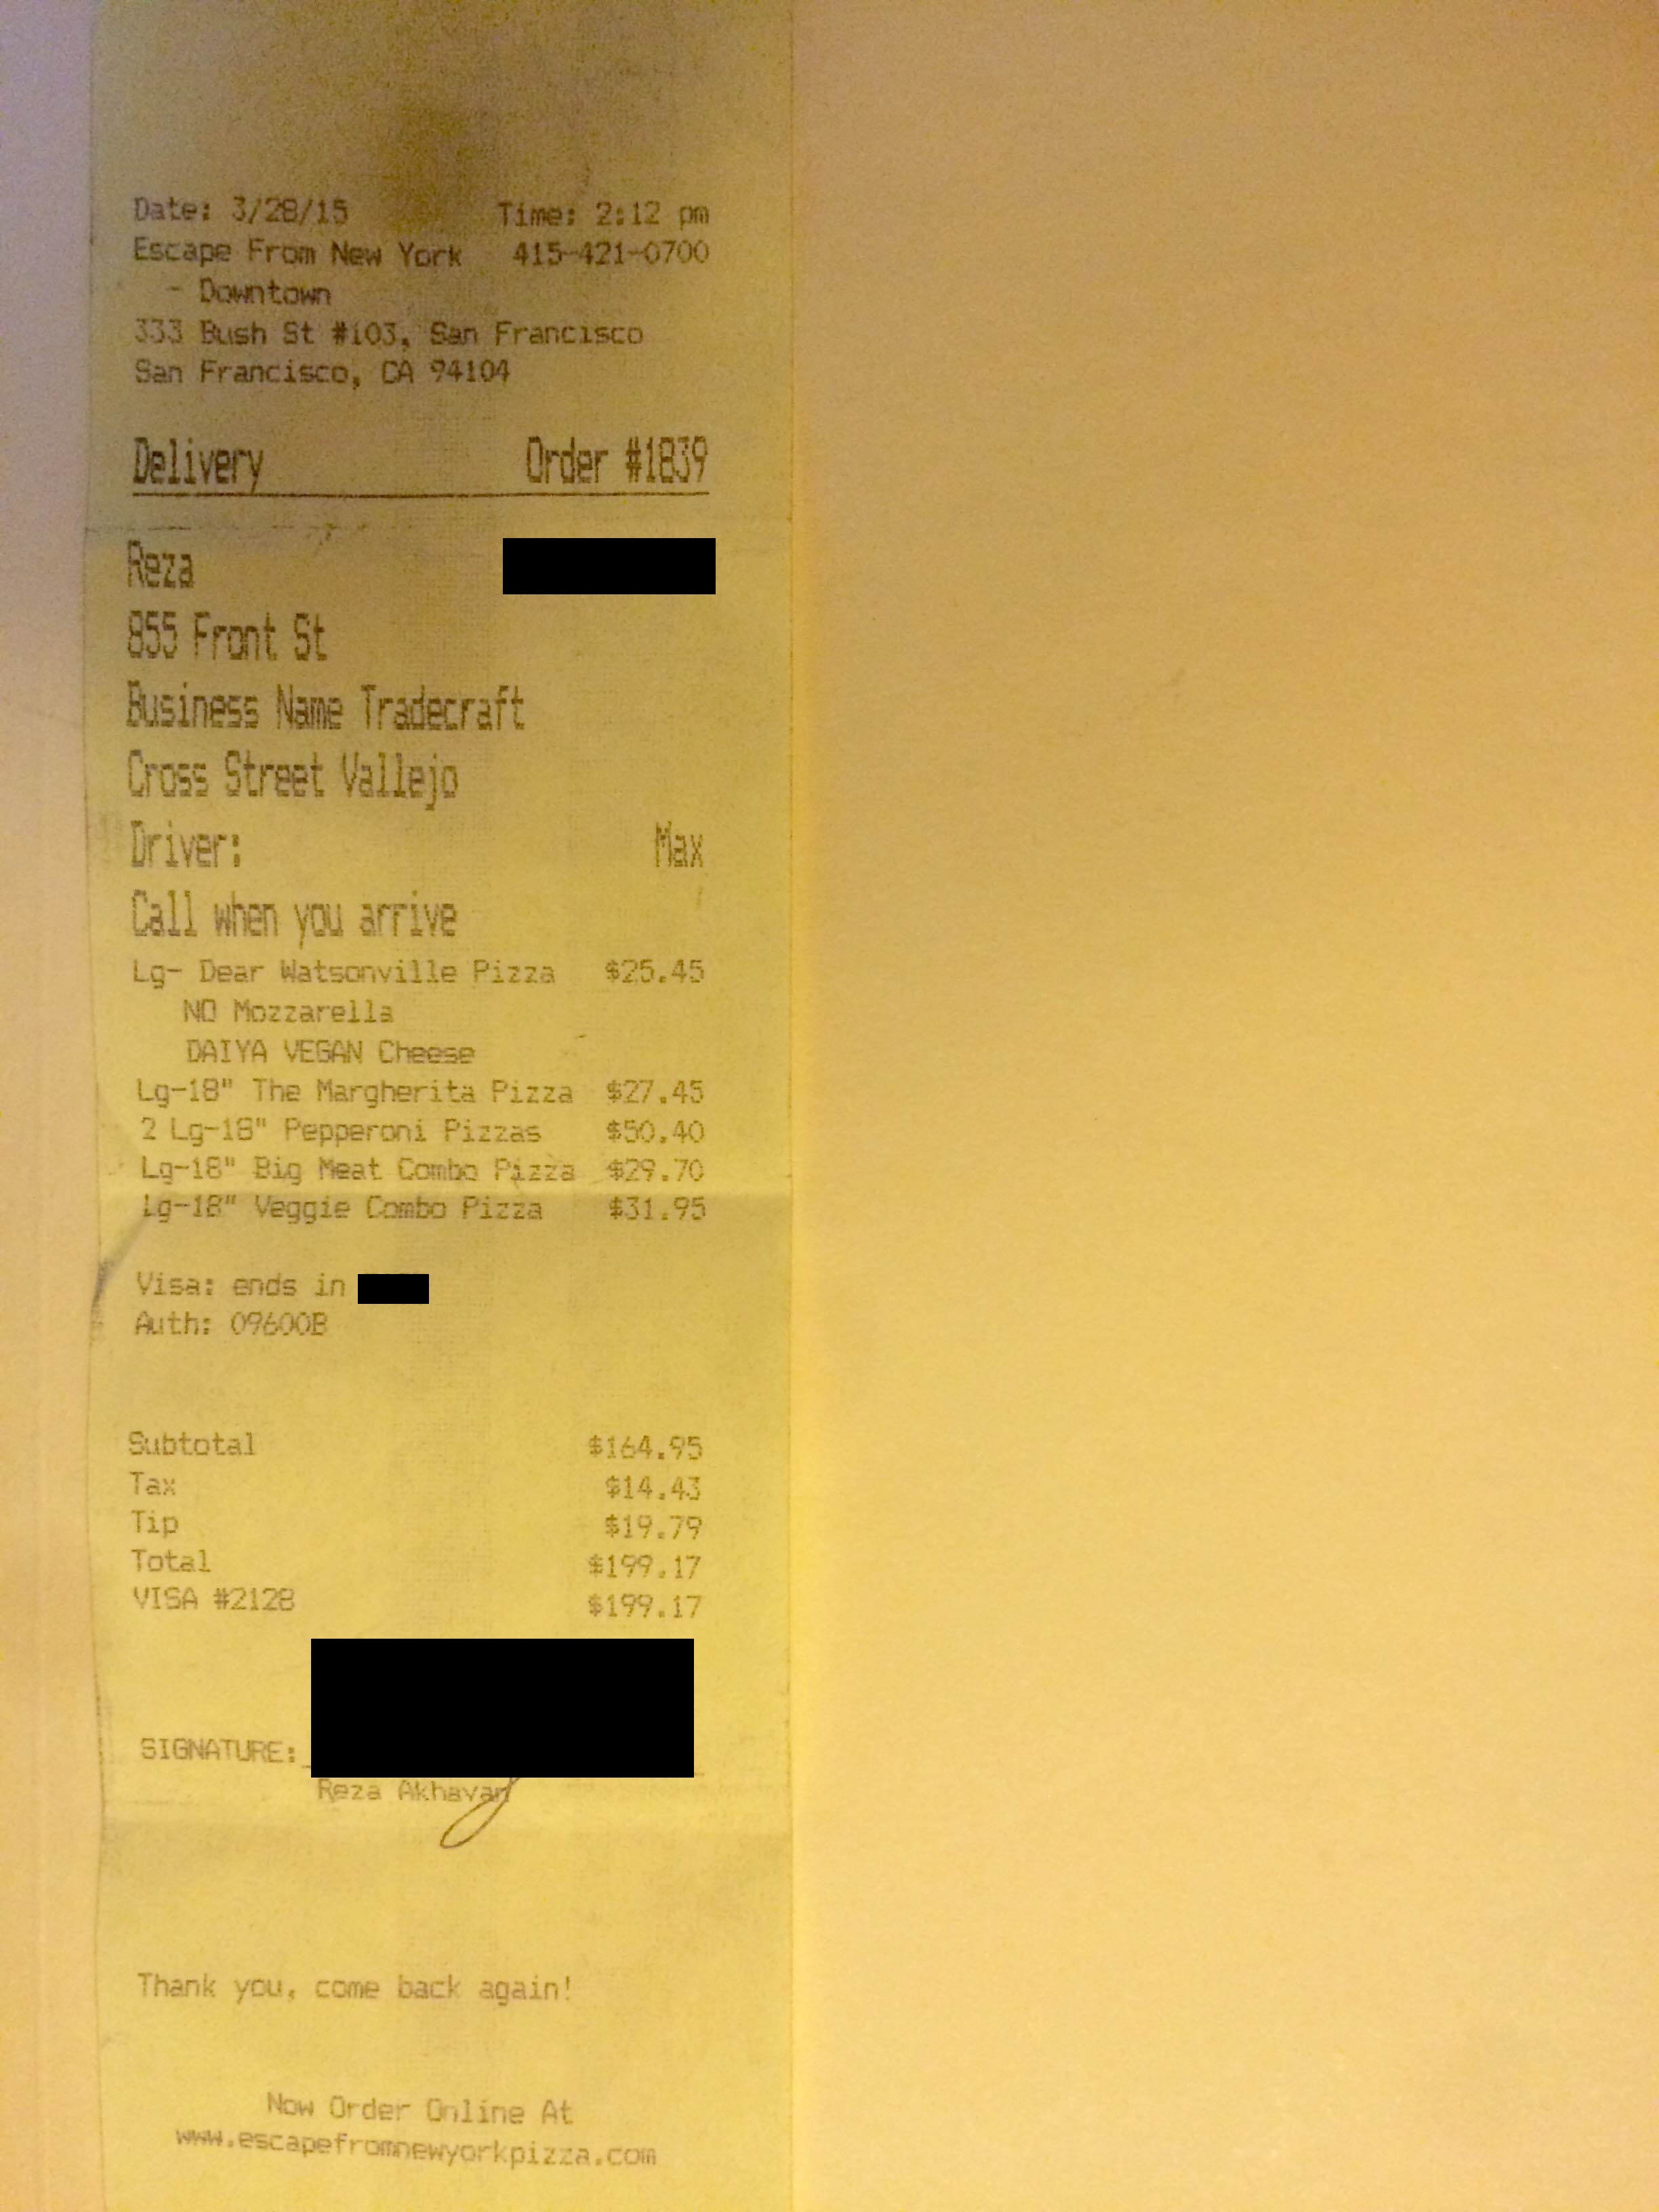 Date: 3/28/15 Time: 2:12 pm
Escape From New York 415-421-0700
- Downtown
333 Bush St #103, San Francisco
San Francisco, CA 94104
Delivery Order #1839
Reza
855 Front St
Business Name Tradecraft
Cross Street Vallejo
Driver: Max
Call when you arrive
Lg- Dear Watsonville Pizza $25.45
NO Mozzarella
DAIYA VEGAN Cheese
Lg-18" The Margherita Pizza $27.45
2 Lg-18" Pepperoni Pizzas $50.40
Lg-18" Big Meat Combo Pizza $29.70
Lg-18" Veggie Combo Pizza $31.95
Visa: ends in
Auth: 09600B
Subtotal $164.95
Tax $14.43
Tip $19.79
Total $199.17
VISA #2128 $199.17
SIGNATURE:
Reza Akhavan
Thank you, come back again!
Now Order Online At
www.escapefromnewyorkpizza.com